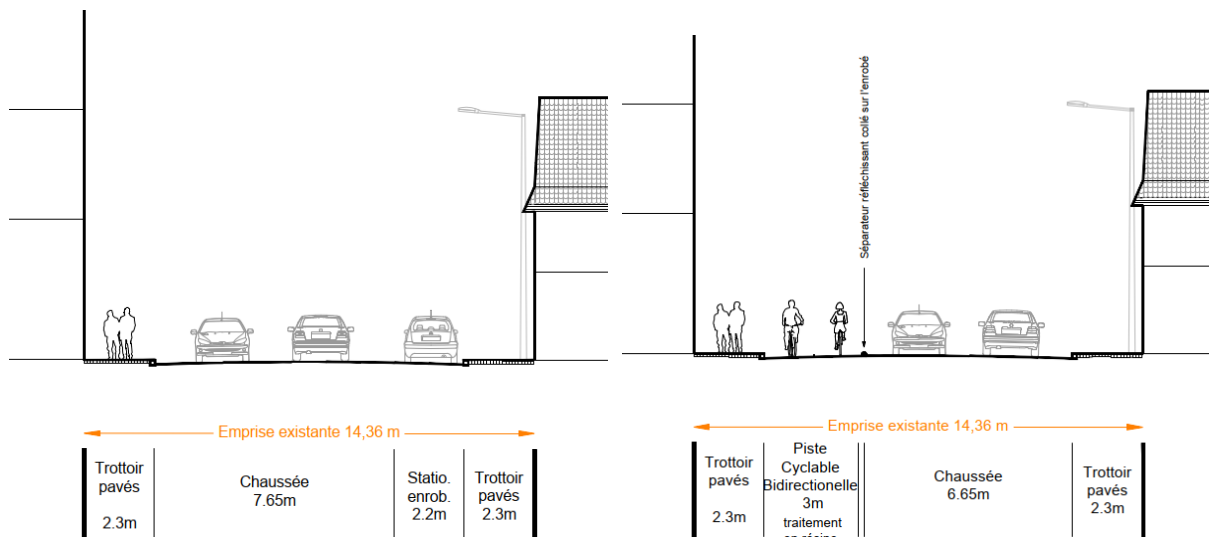 Emprise existante 14,36 m
Trottoir
pavés
2.3m
Chaussée
7.65m
Statio.
enrob.
2.2m
Trottoir
pavés
2.3m
Séparateur réfléchissant collé sur l'enrobé
Emprise existante 14,36 m
Trottoir
pavés
2.3m
Piste
Cyclable
Bidirectionelle
3m
traitement
en résine
Chaussée
6.65m
Trottoir
pavés
2.3m